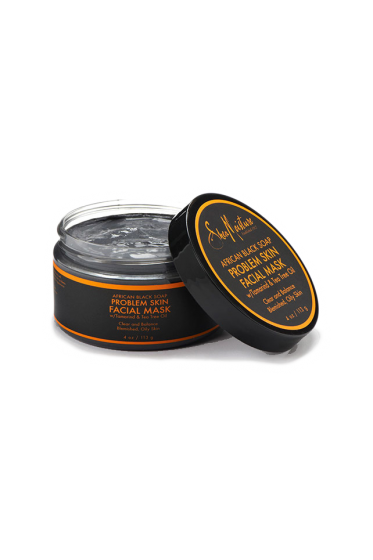 AFRICAN BLACK SOAP
PROBLEM SKIN
FACIAL MASK
w/Tamarind & Tea Tree Oil
Clear and Balance
Blemished, Oily Skin
4 oz / 113 g
SheaMoisture
AFRICAN BLACK SOAP
PROBLEM SKIN
FACIAL MASK
w/Tamarind & Tea Tree Oil
Clear and Balance
Blemished, Oily Skin
4 oz / 113 g